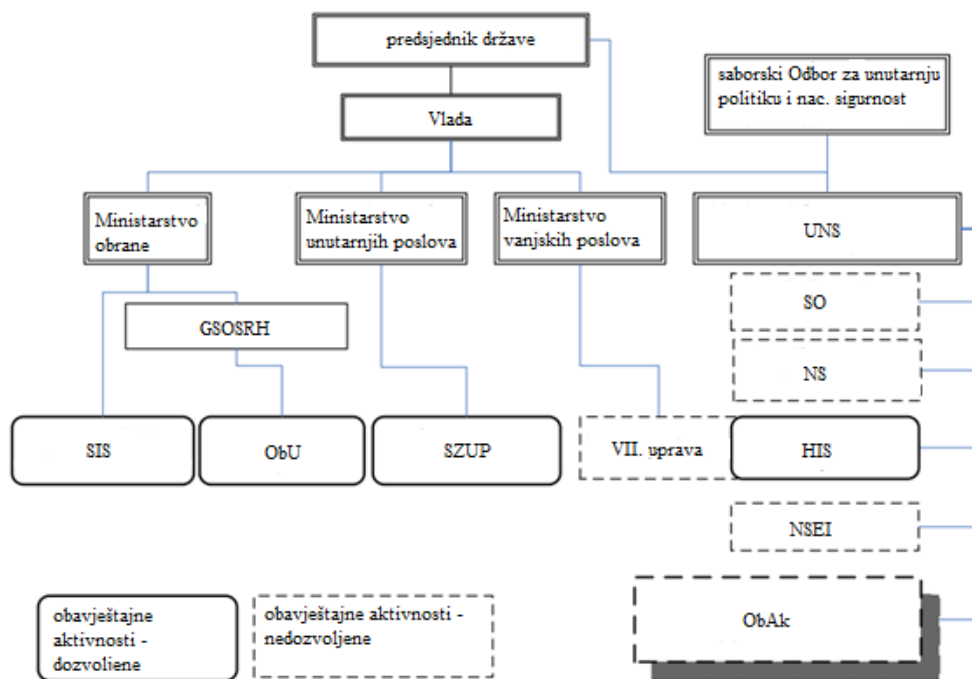 predsjednik države
saborski Odbor za unutarnju
politiku i nac. sigurnost
Vlada
Ministarstvo
obrane
Ministarstvo
unutarnjih poslova
Ministarstvo
vanjskih poslova
UNS
SO
GSOSRH
NS
SIS
ObU
SZUP
VII. uprava
HIS
NSEI
ObAk
obavještajne
aktivnosti -
dozvoljene
obavještajne aktivnosti -
nedozvoljene